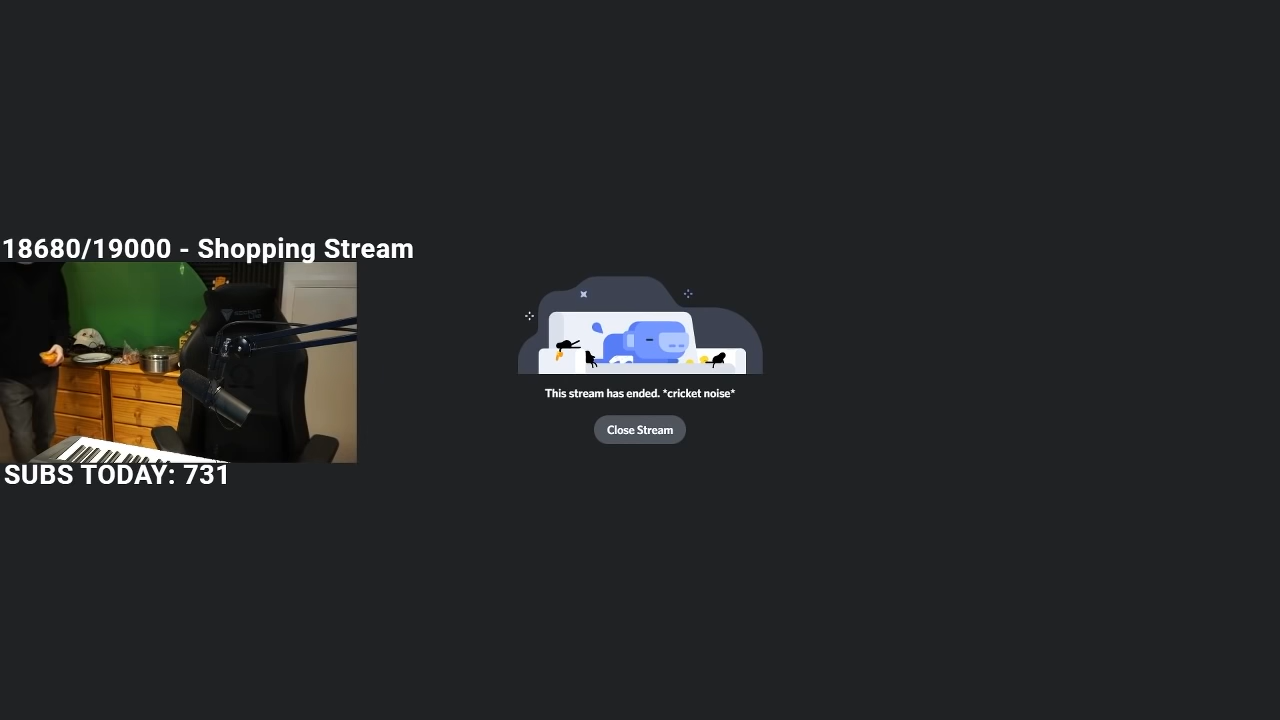 18680/19000 - Shopping Stream
This stream has ended. *cricket noise*
Close Stream
SUBS TODAY: 731